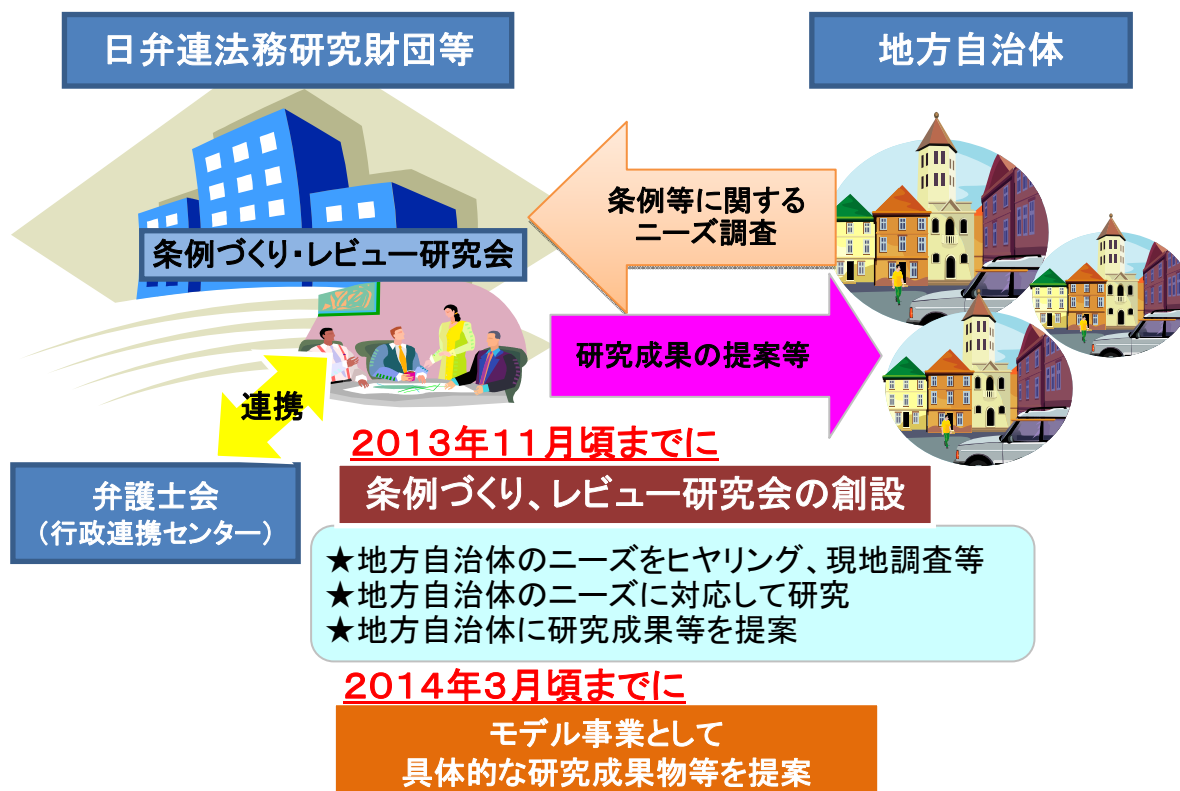 日弁連法務研究財団等
地方自治体
条例等に関する
ニーズ調査
条例づくり・レビュー研究会
研究成果の提案等
連携
2013年11月頃までに
弁護士会
（行政連携センター）
条例づくり、レビュー研究会の創設
★地方自治体のニーズをヒヤリング、現地調査等
★地方自治体のニーズに対応して研究
★地方自治体に研究成果等を提案
2014年3月頃までに
モデル事業として
具体的な研究成果物等を提案